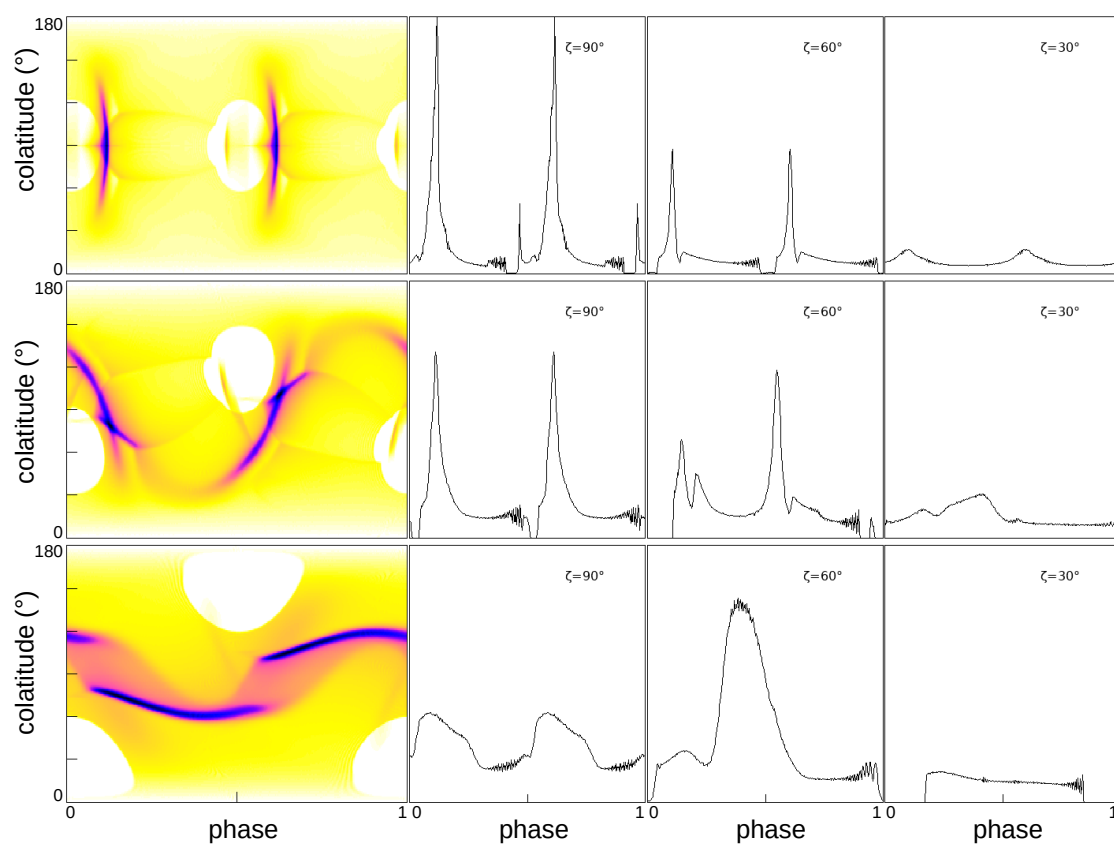 180
colatitude (°)
0
ζ=90°
ζ=60°
ζ=30°
180
colatitude (°)
0
ζ=90°
ζ=60°
ζ=30°
180
colatitude (°)
0
ζ=90°
ζ=60°
ζ=30°
0 1 0 1 0 1 0 1
phase phase phase phase